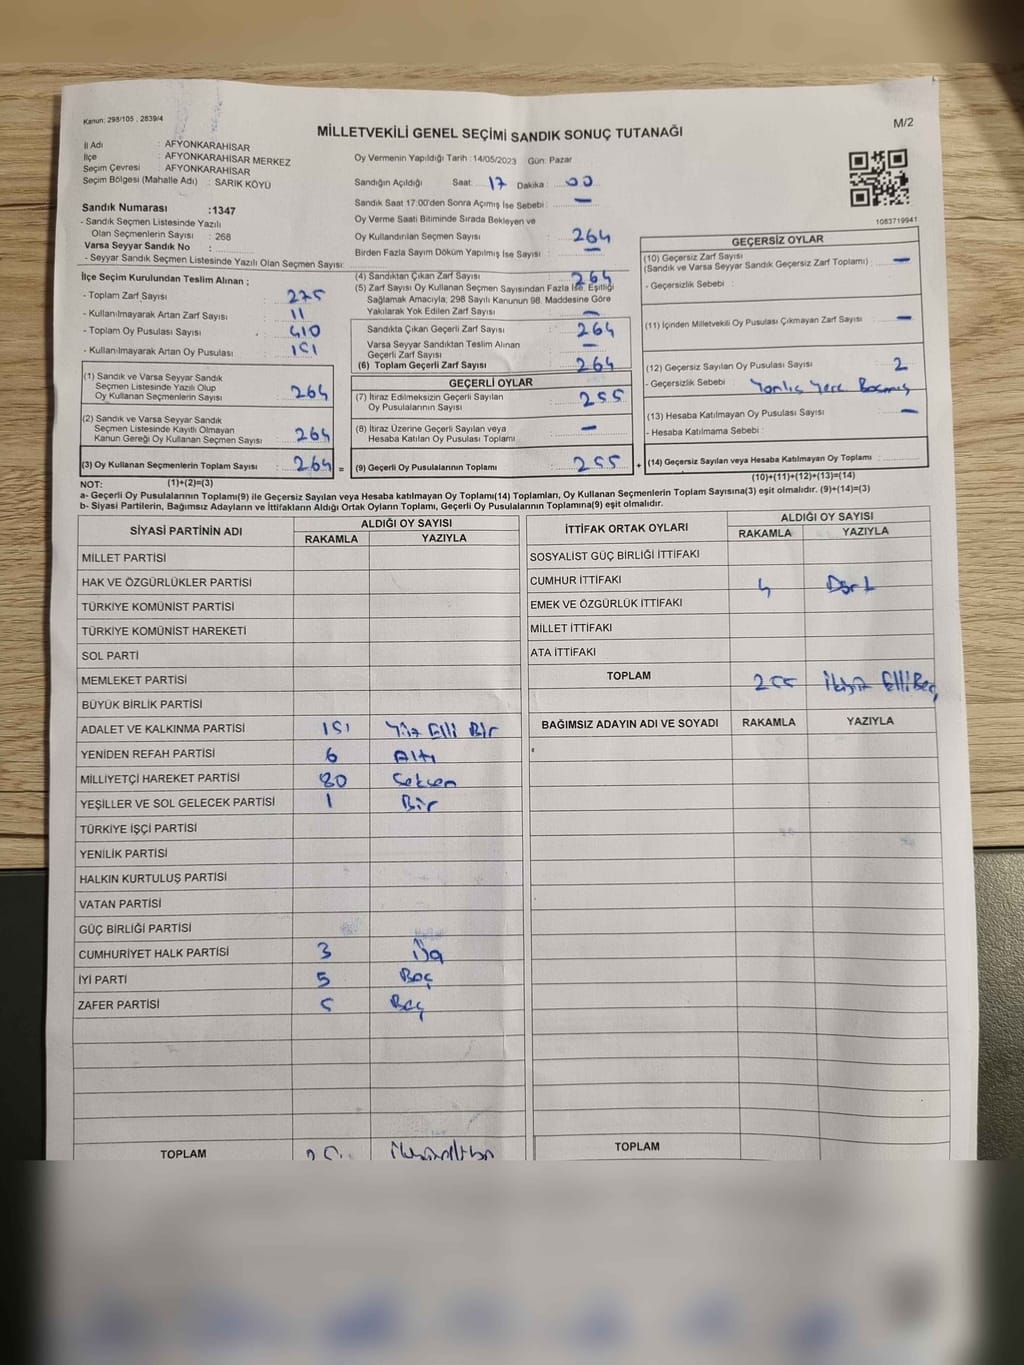 Kanun: 298/105 , 2839/4
MİLLETVEKİLİ GENEL SEÇİMİ SANDIK SONUÇ TUTANAĞI
M/2
İl Adı : AFYONKARAHİSAR
İlçe : AFYONKARAHİSAR MERKEZ
Seçim Çevresi : AFYONKARAHİSAR
Seçim Bölgesi (Mahalle Adı) : SARIK KÖYÜ
Oy Vermenin Yapıldığı Tarih : 14/05/2023 Gün: Pazar
Sandığın Açıldığı Saat: 17 Dakika : 00
Sandık Saat 17:00'den Sonra Açımış İse Sebebi : —
Oy Verme Saati Bitiminde Sırada Bekleyen ve
Oy Kullandırılan Seçmen Sayısı 264
Birden Fazla Sayım Döküm Yapılmış İse Sayısı : —
1083719941
Sandık Numarası :1347
- Sandık Seçmen Listesinde Yazılı
Olan Seçmenlerin Sayısı : 268
Varsa Seyyar Sandık No :
- Seyyar Sandık Seçmen Listesinde Yazılı Olan Seçmen Sayısı:
İlçe Seçim Kurulundan Teslim Alınan ;
- Toplam Zarf Sayısı : 275
- Kullanılmayarak Artan Zarf Sayısı : 11
- Toplam Oy Pusulası Sayısı : 410
- Kullanılmayarak Artan Oy Pusulası : 151
(1) Sandık ve Varsa Seyyar Sandık
Seçmen Listesinde Yazılı Olup
Oy Kullanan Seçmenlerin Sayısı 264
(2) Sandık ve Varsa Seyyar Sandık
Seçmen Listesinde Kayıtlı Olmayan
Kanun Gereği Oy Kullanan Seçmen Sayısı 264
(3) Oy Kullanan Seçmenlerin Toplam Sayısı 264 =
(1)+(2)=(3)
(4) Sandıktan Çıkan Zarf Sayısı 264
(5) Zarf Sayısı Oy Kullanan Seçmen Sayısından Fazla İse, Eşitliği
Sağlamak Amacıyla; 298 Sayılı Kanunun 98. Maddesine Göre
Yakılarak Yok Edilen Zarf Sayısı : —
Sandıkta Çıkan Geçerli Zarf Sayısı : 264
Varsa Seyyar Sandıktan Teslim Alınan
Geçerli Zarf Sayısı : —
(6) Toplam Geçerli Zarf Sayısı : 264
GEÇERLİ OYLAR
(7) İtiraz Edilmeksizin Geçerli Sayılan
Oy Pusulalarının Sayısı : 255
(8) İtiraz Üzerine Geçerli Sayılan veya
Hesaba Katılan Oy Pusulası Toplamı : —
(9) Geçerli Oy Pusulalarının Toplamı : 255 +
GEÇERSİZ OYLAR
(10) Geçersiz Zarf Sayısı
(Sandık ve Varsa Seyyar Sandık Geçersiz Zarf Toplamı) : —
- Geçersizlik Sebebi :
(11) İçinden Milletvekili Oy Pusulası Çıkmayan Zarf Sayısı : —
(12) Geçersiz Sayılan Oy Pusulası Sayısı : 2
- Geçersizlik Sebebi : Yanlış Yere Basmış
(13) Hesaba Katılmayan Oy Pusulası Sayısı : —
- Hesaba Katılmama Sebebi :
(14) Geçersiz Sayılan veya Hesaba Katılmayan Oy Toplamı :
(10)+(11)+(12)+(13)=(14)
NOT:
a- Geçerli Oy Pusulalarının Toplamı(9) ile Geçersiz Sayılan veya Hesaba katılmayan Oy Toplamı(14) Toplamları, Oy Kullanan Seçmenlerin Toplam Sayısına(3) eşit olmalıdır. (9)+(14)=(3)
b- Siyasi Partilerin, Bağımsız Adayların ve İttifakların Aldığı Ortak Oyların Toplamı, Geçerli Oy Pusulalarının Toplamına(9) eşit olmalıdır.
SİYASİ PARTİNİN ADI ALDIĞI OY SAYISI
RAKAMLA YAZIYLA
MİLLET PARTİSİ
HAK VE ÖZGÜRLÜKLER PARTİSİ
TÜRKİYE KOMÜNİST PARTİSİ
TÜRKİYE KOMÜNİST HAREKETİ
SOL PARTİ
MEMLEKET PARTİSİ
BÜYÜK BİRLİK PARTİSİ
ADALET VE KALKINMA PARTİSİ 151 Yüz Elli Bir
YENİDEN REFAH PARTİSİ 6 Altı
MİLLİYETÇİ HAREKET PARTİSİ 80 Seksen
YEŞİLLER VE SOL GELECEK PARTİSİ 1 Bir
TÜRKİYE İŞÇİ PARTİSİ
YENİLİK PARTİSİ
HALKIN KURTULUŞ PARTİSİ
VATAN PARTİSİ
GÜÇ BİRLİĞİ PARTİSİ
CUMHURİYET HALK PARTİSİ 3 Üç
İYİ PARTİ 5 Beş
ZAFER PARTİSİ 5 Beş
TOPLAM
İTTİFAK ORTAK OYLARI ALDIĞI OY SAYISI
RAKAMLA YAZIYLA
SOSYALİST GÜÇ BİRLİĞİ İTTİFAKI
CUMHUR İTTİFAKI 4 Dört
EMEK VE ÖZGÜRLÜK İTTİFAKI
MİLLET İTTİFAKI
ATA İTTİFAKI
TOPLAM 255 İkiyüz Elli Beş
BAĞIMSIZ ADAYIN ADI VE SOYADI RAKAMLA YAZIYLA
TOPLAM